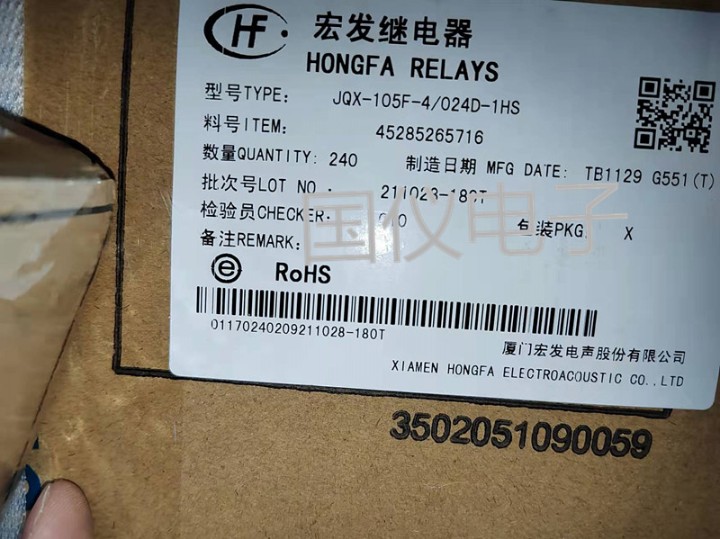 HF 宏发继电器
HONGFA RELAYS
型号TYPE: JQX-105F-4/024D-1HS
料号ITEM: 45285265716
数量QUANTITY: 240 制造日期 MFG DATE: TB1129 G551(T)
批次号LOT NO.: 211028-180T
检验员CHECKER:
国仪电子
包装PKG: X
备注REMARK:
e RoHS
01170240209211028-180T
厦门宏发电声股份有限公司
XIAMEN HONGFA ELECTROACOUSTIC CO.,LTD
3502051090059